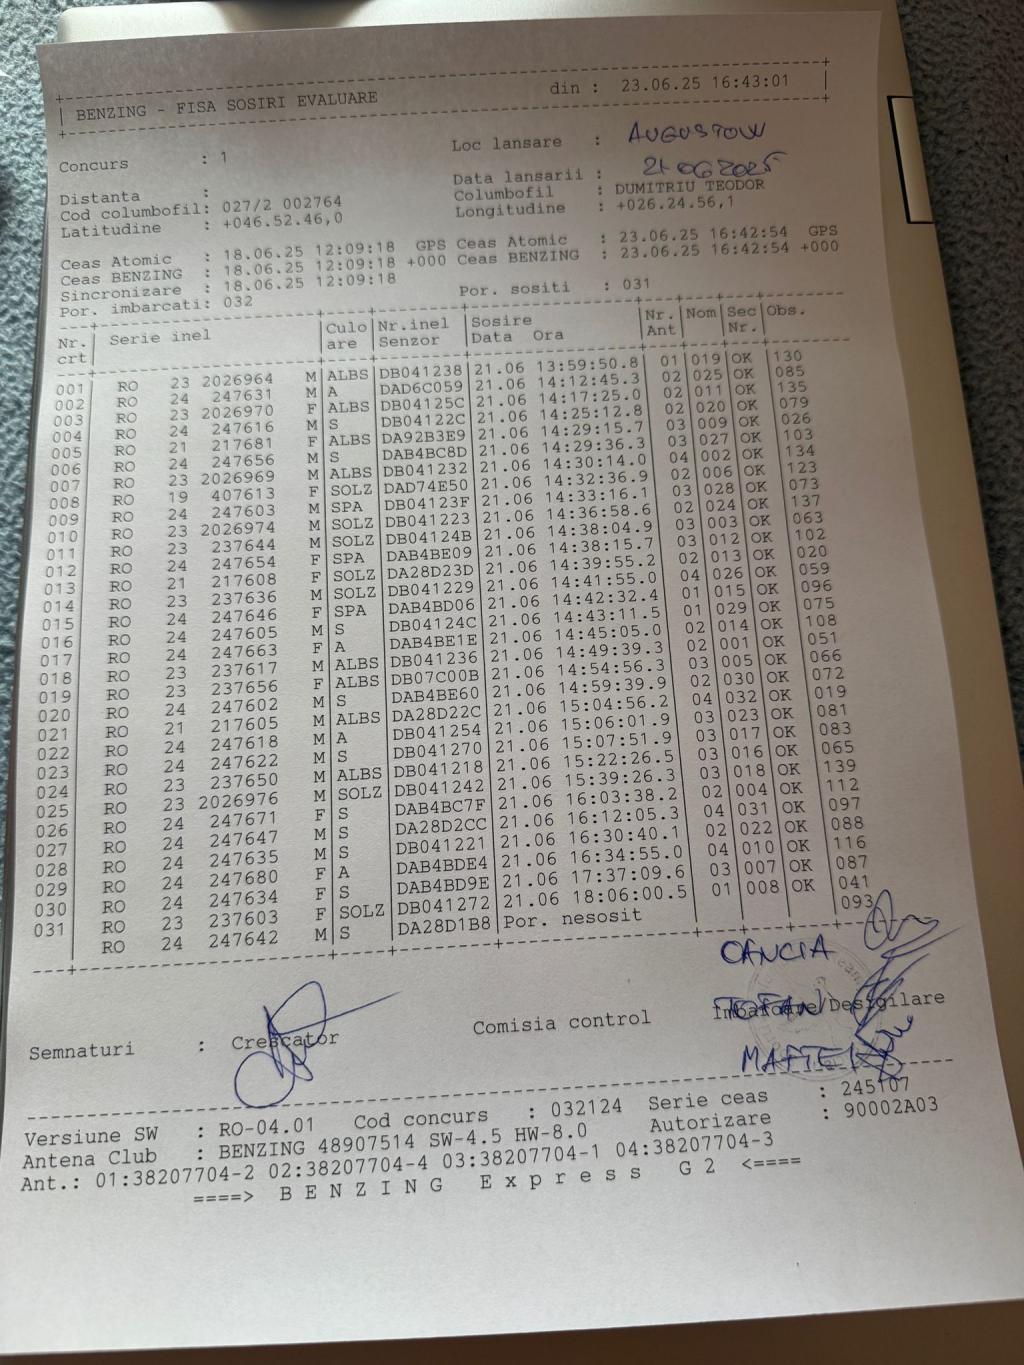 BENZING - FISA SOSIRI EVALUARE din : 23.06.25 16:43:01
Concurs : 1 Loc lansare : AUGUSTOW
Data lansarii : 21 06 2025
Distanta : Columbofil : DUMITRIU TEODOR
Cod columbofil: 027/2 002764 Longitudine : +026.24.56,1
Latitudine : +046.52.46,0
Ceas Atomic : 18.06.25 12:09:18 GPS Ceas Atomic : 23.06.25 16:42:54 GPS
Ceas BENZING : 18.06.25 12:09:18 +000 Ceas BENZING : 23.06.25 16:42:54 +000
Sincronizare : 18.06.25 12:09:18
Por. imbarcati: 032 Por. sositi : 031
Nr. Serie inel Culo Nr.inel Sosire Nr. Nom Sec Obs.
crt are Senzor Data Ora Ant Nr.
001 RO 23 2026964 M ALBS DB041238 21.06 13:59:50.8 01 019 OK 130
002 RO 24 247631 M A DAD6C059 21.06 14:12:45.3 02 025 OK 085
003 RO 23 2026970 F ALBS DB04125C 21.06 14:17:25.0 02 011 OK 135
004 RO 24 247616 M S DB04122C 21.06 14:25:12.8 02 020 OK 079
005 RO 21 217681 F ALBS DA92B3E9 21.06 14:29:15.7 03 009 OK 026
006 RO 24 247656 M S DAB4BC8D 21.06 14:29:36.3 03 027 OK 103
007 RO 23 2026969 M ALBS DB041232 21.06 14:30:14.0 04 002 OK 134
008 RO 19 407613 F SOLZ DAD74E50 21.06 14:32:36.9 02 006 OK 123
009 RO 24 247603 M SPA DB04123F 21.06 14:33:16.1 03 028 OK 073
010 RO 23 2026974 M SOLZ DB041223 21.06 14:36:58.6 02 024 OK 137
011 RO 23 237644 M SOLZ DB04124B 21.06 14:38:04.9 03 003 OK 063
012 RO 24 247654 F SPA DAB4BE09 21.06 14:38:15.7 03 012 OK 102
013 RO 21 217608 F SOLZ DA28D23D 21.06 14:39:55.2 02 013 OK 020
014 RO 23 237636 M SOLZ DB041229 21.06 14:41:55.0 04 026 OK 059
015 RO 24 247646 F SPA DAB4BD06 21.06 14:42:32.4 01 015 OK 096
016 RO 24 247605 M S DB04124C 21.06 14:43:11.5 01 029 OK 075
017 RO 24 247663 F A DAB4BE1E 21.06 14:45:05.0 02 014 OK 108
018 RO 23 237617 M ALBS DB041236 21.06 14:49:39.3 02 001 OK 051
019 RO 23 237656 F ALBS DB07C00B 21.06 14:54:56.3 03 005 OK 066
020 RO 24 247602 M S DAB4BE60 21.06 14:59:39.9 02 030 OK 072
021 RO 21 217605 M ALBS DA28D22C 21.06 15:04:56.2 04 032 OK 019
022 RO 24 247618 M A DB041254 21.06 15:06:01.9 03 023 OK 081
023 RO 24 247622 M S DB041270 21.06 15:07:51.9 03 017 OK 083
024 RO 23 237650 M ALBS DB041218 21.06 15:22:26.5 03 016 OK 065
025 RO 23 2026976 M SOLZ DB041242 21.06 15:39:26.3 03 018 OK 139
026 RO 24 247671 F S DAB4BC7F 21.06 16:03:38.2 02 004 OK 112
027 RO 24 247647 M S DA28D2CC 21.06 16:12:05.3 04 031 OK 097
028 RO 24 247635 M S DB041221 21.06 16:30:40.1 02 022 OK 088
029 RO 24 247680 F A DAB4BDE4 21.06 16:34:55.0 04 010 OK 116
030 RO 24 247634 F S DAB4BD9E 21.06 17:37:09.6 03 007 OK 087
031 RO 23 237603 F SOLZ DB041272 21.06 18:06:00.5 01 008 OK 041
RO 24 247642 M S DA28D1B8 Por. nesosit 093
OANCIA
TOFAN
Semnaturi : Crescator Comisia control Imbarcare/Desigilare
MAFTEI
Versiune SW : RO-04.01 Cod concurs : 032124 Serie ceas : 245107
Antena Club : BENZING 48907514 SW-4.5 HW-8.0 Autorizare : 90002A03
Ant.: 01:38207704-2 02:38207704-4 03:38207704-1 04:38207704-3
====> B E N Z I N G E x p r e s s G 2 <====